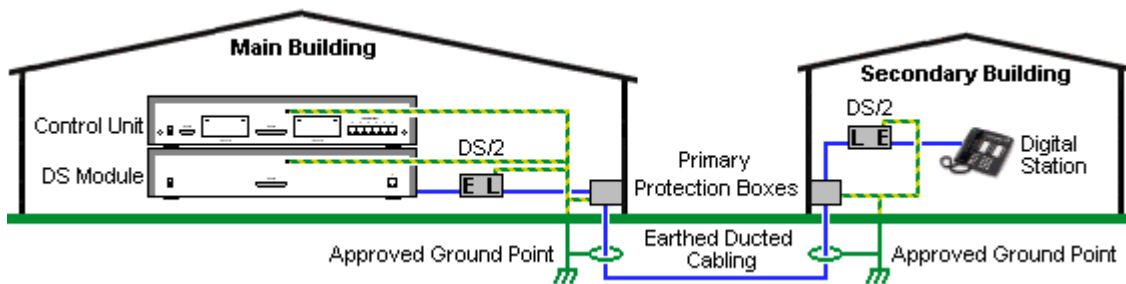 Main Building
Secondary Building
Control Unit
DS Module
DS/2
E L
Primary
Protection Boxes
DS/2
L E
Digital
Station
Approved Ground Point
Earthed Ducted
Cabling
Approved Ground Point